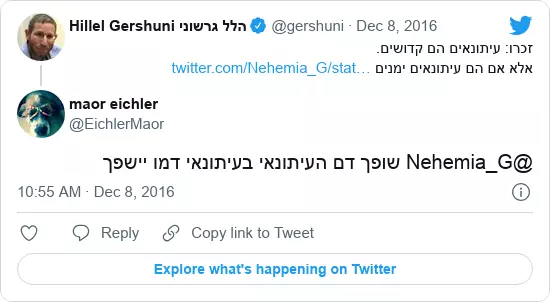 Hillel Gershuni הלל גרשוני @gershuni · Dec 8, 2016
זכרו: עיתונאים הם קדושים.
אלא אם הם עיתונאים ימנים twitter.com/Nehemia_G/stat…
maor eichler
@EichlerMaor
@Nehemia_G שופך דם העיתונאי בעיתונאי דמו יישפך
10:55 AM · Dec 8, 2016
Reply
Copy link to Tweet
Explore what's happening on Twitter